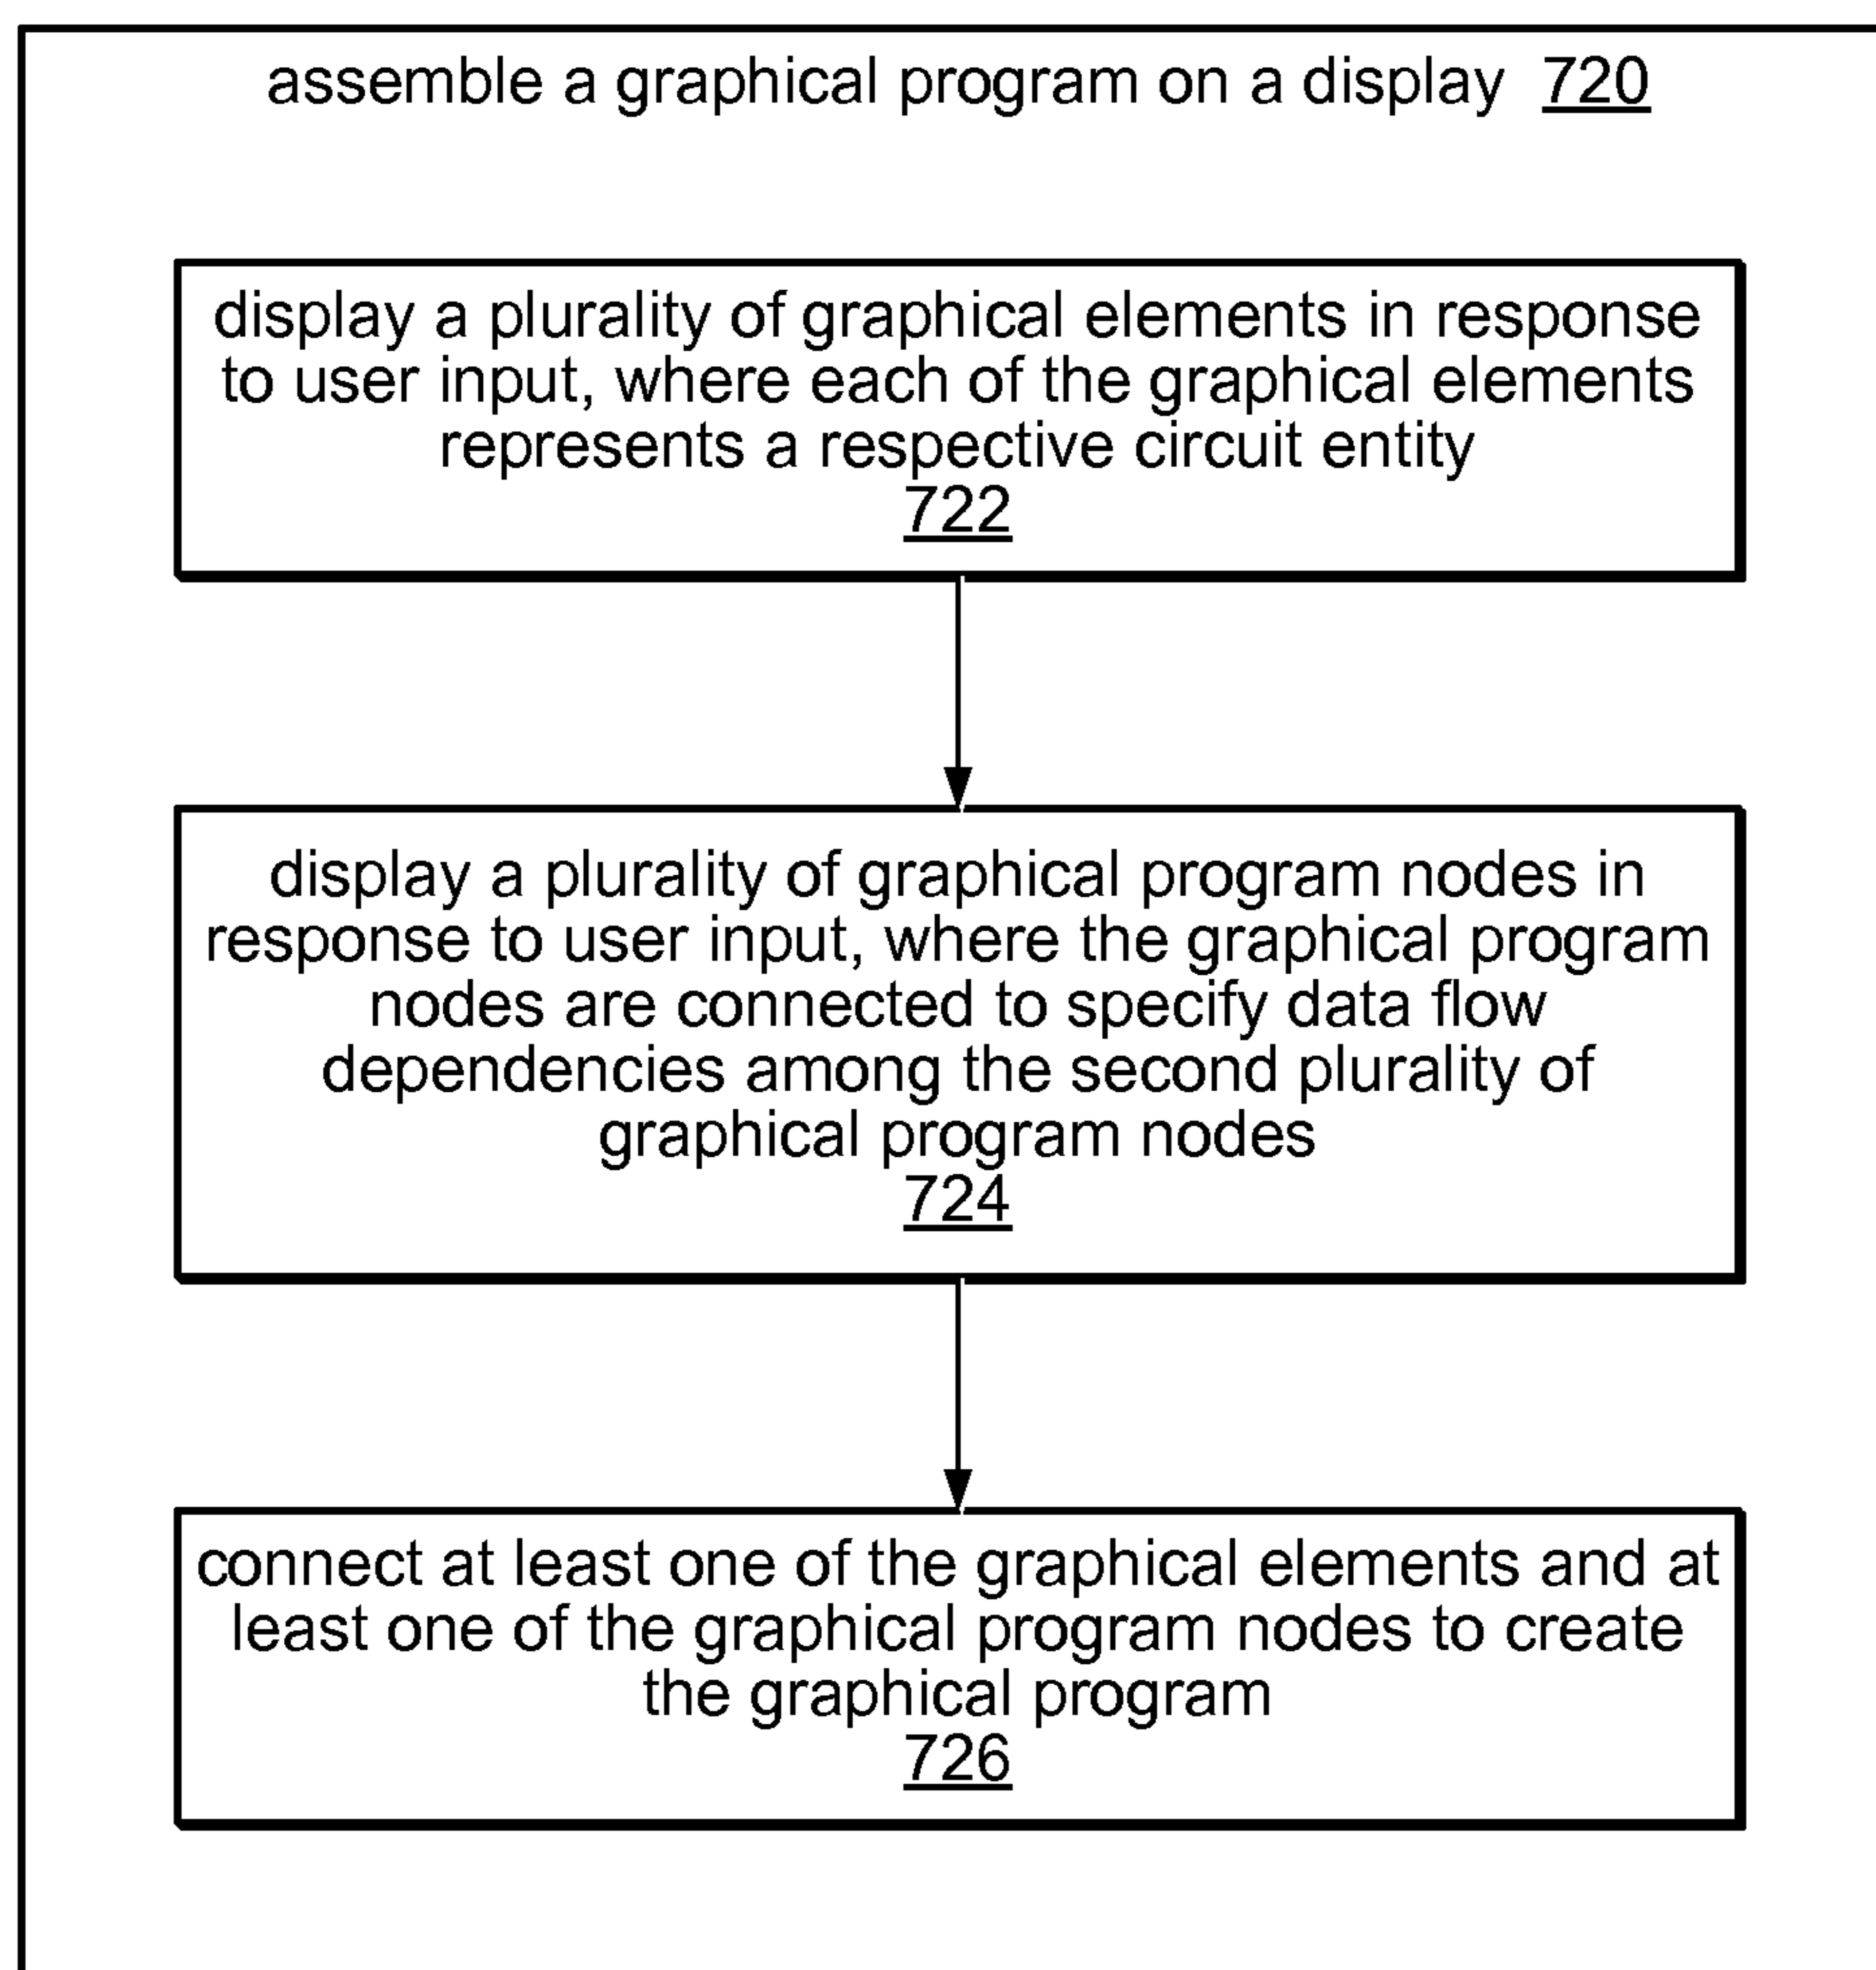 assemble a graphical program on a display 720
display a plurality of graphical elements in response
to user input, where each of the graphical elements
represents a respective circuit entity
722
display a plurality of graphical program nodes in
response to user input, where the graphical program
nodes are connected to specify data flow
dependencies among the second plurality of
graphical program nodes
724
connect at least one of the graphical elements and at
least one of the graphical program nodes to create
the graphical program
726